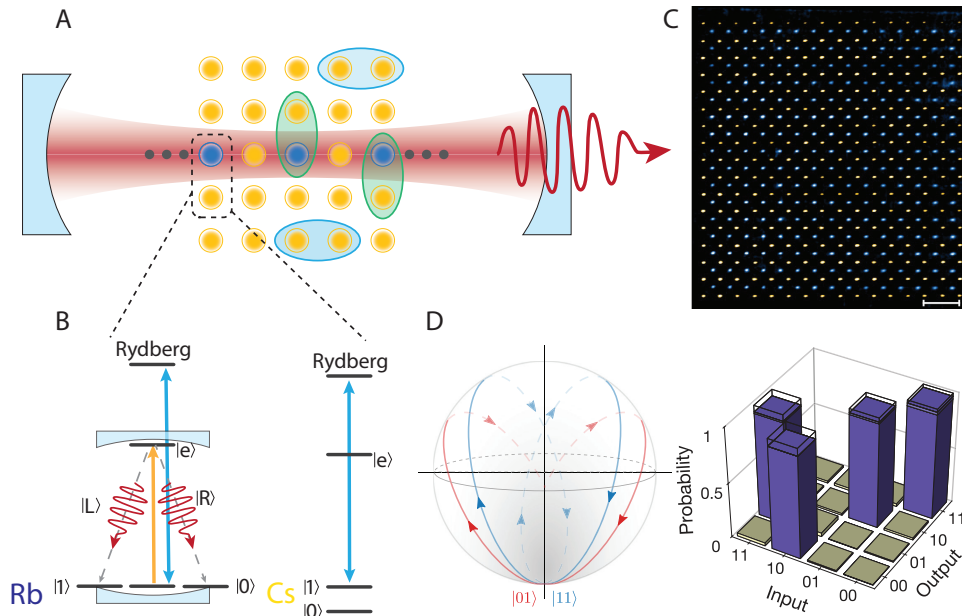 A
C
B
Rydberg
|e⟩
|L⟩
|R⟩
Rb
|1⟩
|0⟩
Rydberg
|e⟩
Cs
|1⟩
|0⟩
D
|01⟩
|11⟩
Probability
1
0.5
0
11
10
01
00
Input
00
01
10
11
Output